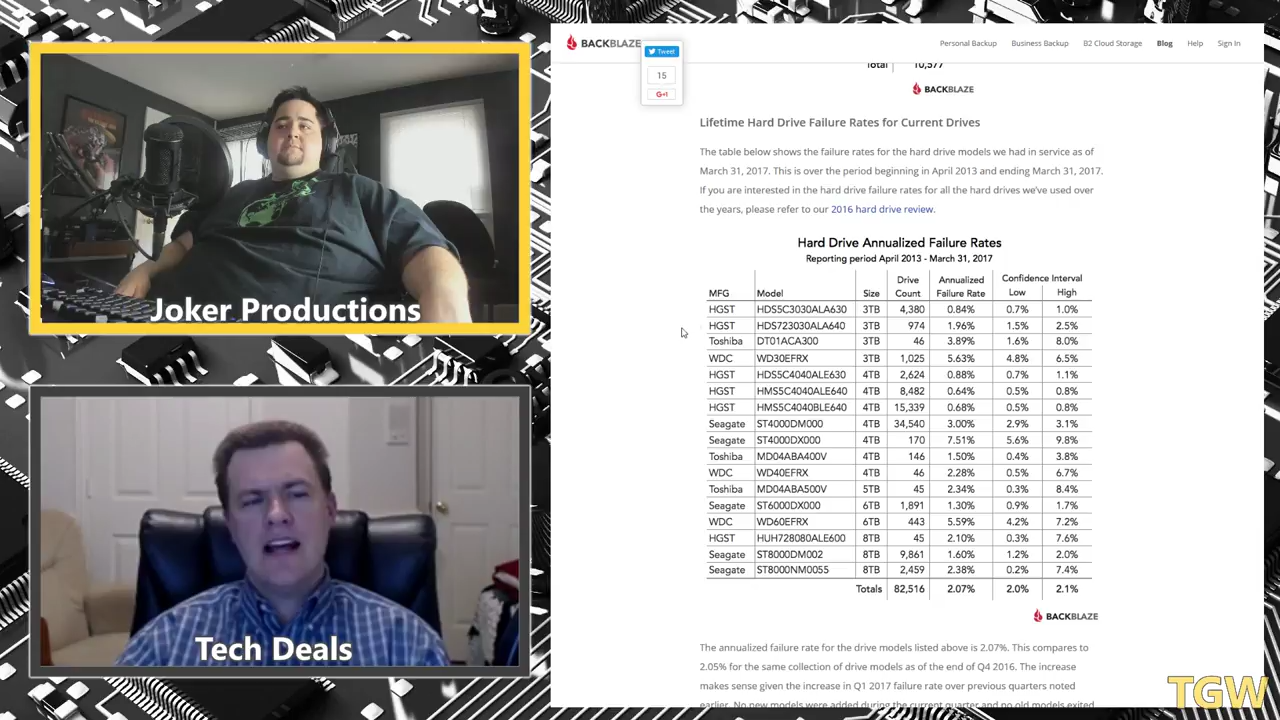 BACKBLAZE
Tweet
15
G+1
Personal Backup Business Backup B2 Cloud Storage Blog Help Sign In
Total 10,577
BACKBLAZE
Lifetime Hard Drive Failure Rates for Current Drives
The table below shows the failure rates for the hard drive models we had in service as of
March 31, 2017. This is over the period beginning in April 2013 and ending March 31, 2017.
If you are interested in the hard drive failure rates for all the hard drives we've used over
the years, please refer to our 2016 hard drive review.
Hard Drive Annualized Failure Rates
Reporting period April 2013 - March 31, 2017
Drive Annualized Confidence Interval
MFG Model Size Count Failure Rate Low High
HGST HDS5C3030ALA630 3TB 4,380 0.84% 0.7% 1.0%
HGST HDS723030ALA640 3TB 974 1.96% 1.5% 2.5%
Toshiba DT01ACA300 3TB 46 3.89% 1.6% 8.0%
WDC WD30EFRX 3TB 1,025 5.63% 4.8% 6.5%
HGST HDS5C4040ALE630 4TB 2,624 0.88% 0.7% 1.1%
HGST HMS5C4040ALE640 4TB 8,482 0.64% 0.5% 0.8%
HGST HMS5C4040BLE640 4TB 15,339 0.68% 0.5% 0.8%
Seagate ST4000DM000 4TB 34,540 3.00% 2.9% 3.1%
Seagate ST4000DX000 4TB 170 7.51% 5.6% 9.8%
Toshiba MD04ABA400V 4TB 146 1.50% 0.4% 3.8%
WDC WD40EFRX 4TB 46 2.28% 0.5% 6.7%
Toshiba MD04ABA500V 5TB 45 2.34% 0.3% 8.4%
Seagate ST6000DX000 6TB 1,891 1.30% 0.9% 1.7%
WDC WD60EFRX 6TB 443 5.59% 4.2% 7.2%
HGST HUH728080ALE600 8TB 45 2.10% 0.3% 7.6%
Seagate ST8000DM002 8TB 9,861 1.60% 1.2% 2.0%
Seagate ST8000NM0055 8TB 2,459 2.38% 0.2% 7.4%
Totals 82,516 2.07% 2.0% 2.1%
BACKBLAZE
The annualized failure rate for the drive models listed above is 2.07%. This compares to
2.05% for the same collection of drive models as of the end of Q4 2016. The increase
makes sense given the increase in Q1 2017 failure rate over previous quarters noted
earlier. No new models were added during the current quarter and no old models exited
Joker Productions
Tech Deals
TGW